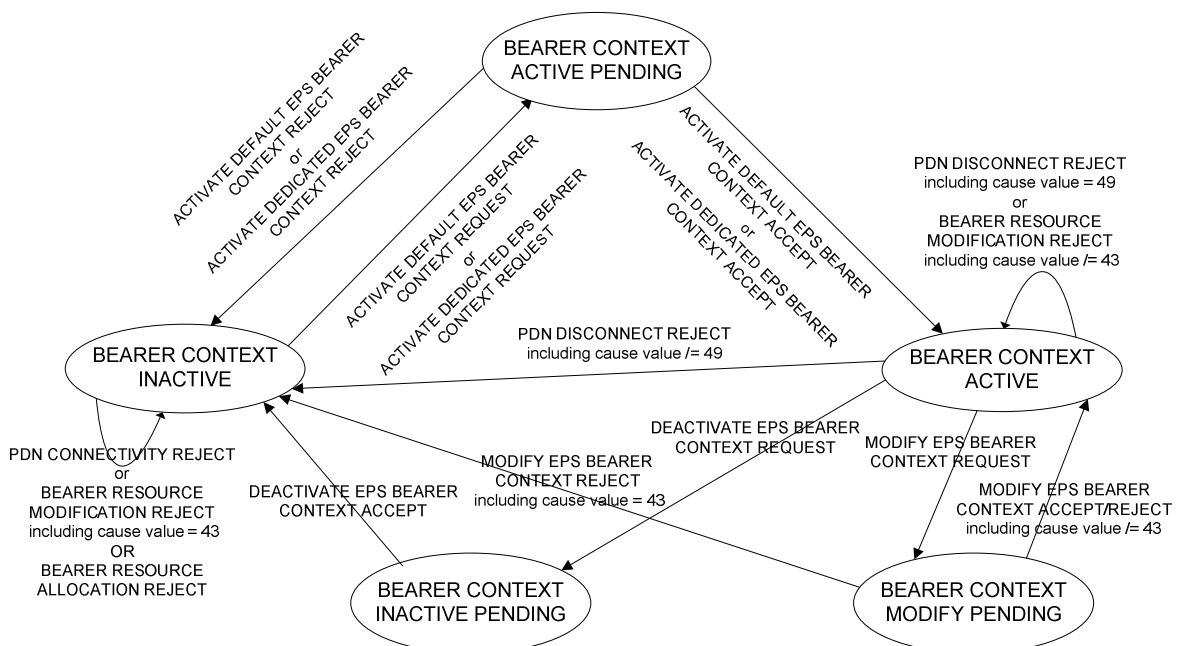 BEARER CONTEXT
ACTIVE PENDING
ACTIVATE DEFAULT EPS BEARER
CONTEXT REJECT
or
ACTIVATE DEDICATED EPS BEARER
CONTEXT REJECT
ACTIVATE DEFAULT EPS BEARER
CONTEXT REQUEST
or
ACTIVATE DEDICATED EPS BEARER
CONTEXT REQUEST
ACTIVATE DEFAULT EPS BEARER
CONTEXT ACCEPT
or
ACTIVATE DEDICATED EPS BEARER
CONTEXT ACCEPT
PDN DISCONNECT REJECT
including cause value = 49
or
BEARER RESOURCE
MODIFICATION REJECT
including cause value /= 43
BEARER CONTEXT
INACTIVE
PDN DISCONNECT REJECT
including cause value /= 49
BEARER CONTEXT
ACTIVE
PDN CONNECTIVITY REJECT
or
BEARER RESOURCE
MODIFICATION REJECT
including cause value = 43
OR
BEARER RESOURCE
ALLOCATION REJECT
DEACTIVATE EPS BEARER
CONTEXT ACCEPT
MODIFY EPS BEARER
CONTEXT REJECT
including cause value = 43
DEACTIVATE EPS BEARER
CONTEXT REQUEST
MODIFY EPS BEARER
CONTEXT REQUEST
MODIFY EPS BEARER
CONTEXT ACCEPT/REJECT
including cause value /= 43
BEARER CONTEXT
INACTIVE PENDING
BEARER CONTEXT
MODIFY PENDING